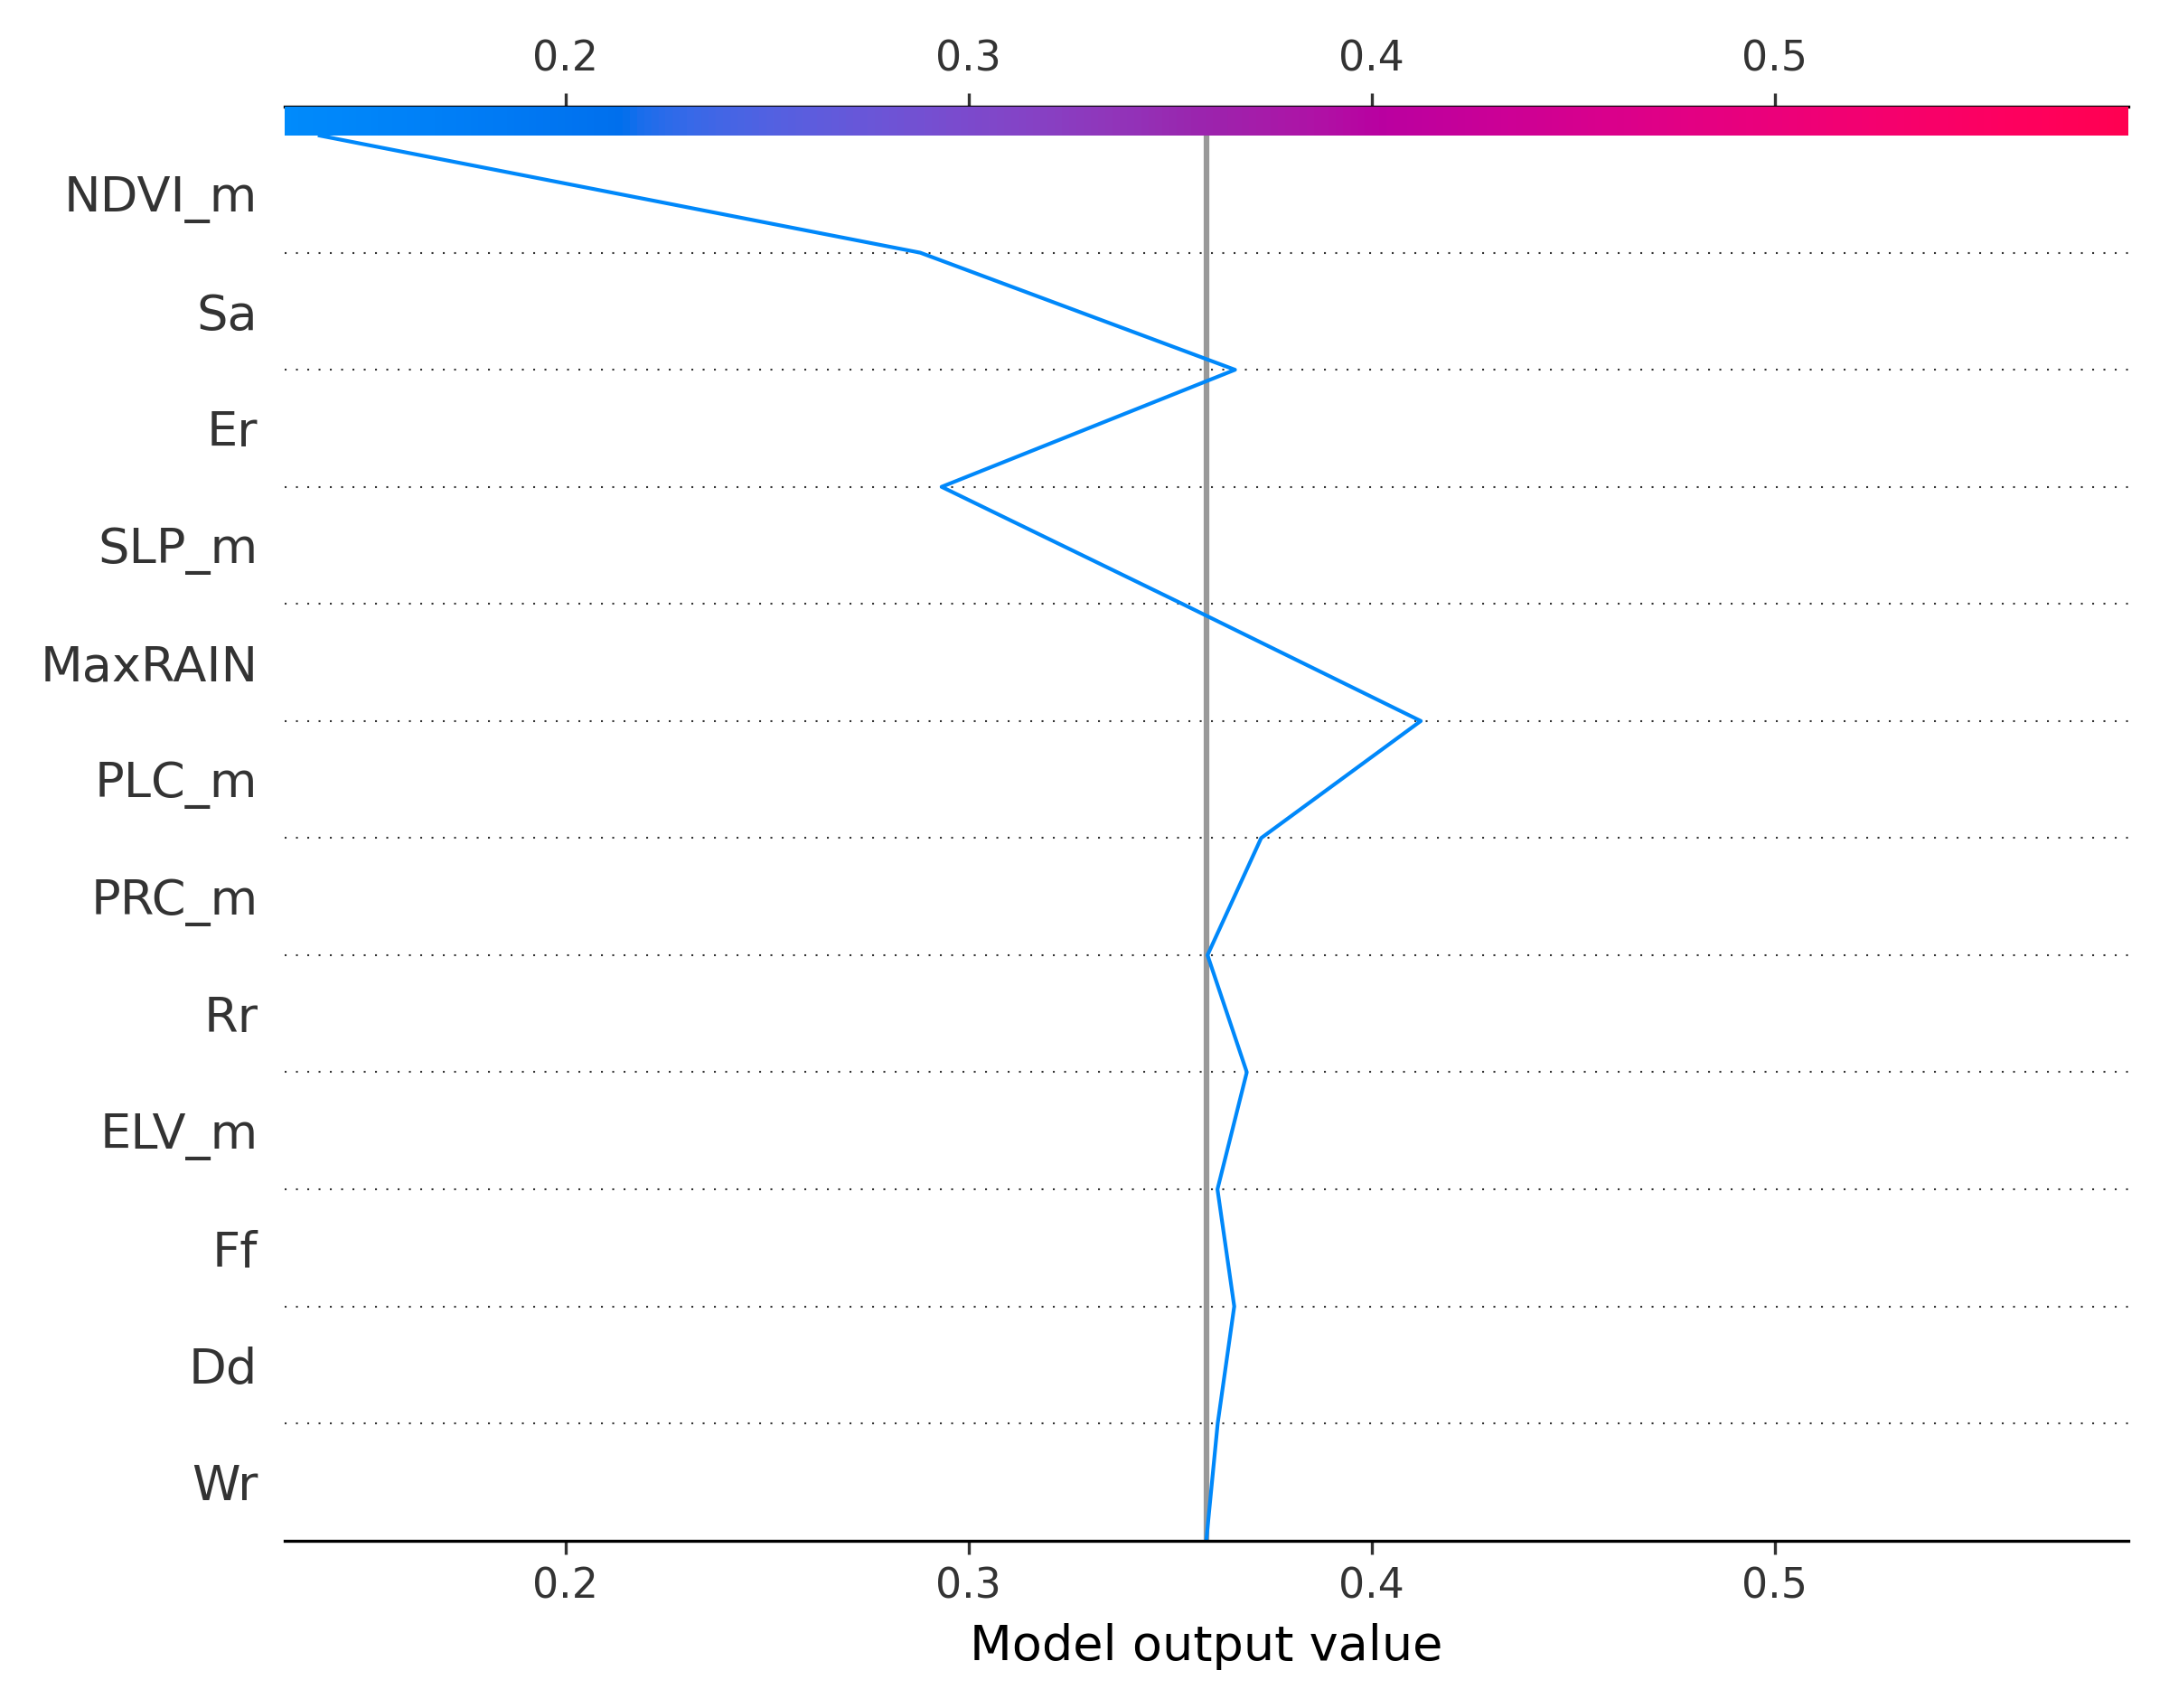 0.2 0.3 0.4 0.5
NDVI_m
Sa
Er
SLP_m
MaxRAIN
PLC_m
PRC_m
Rr
ELV_m
Ff
Dd
Wr
0.2 0.3 0.4 0.5
Model output value